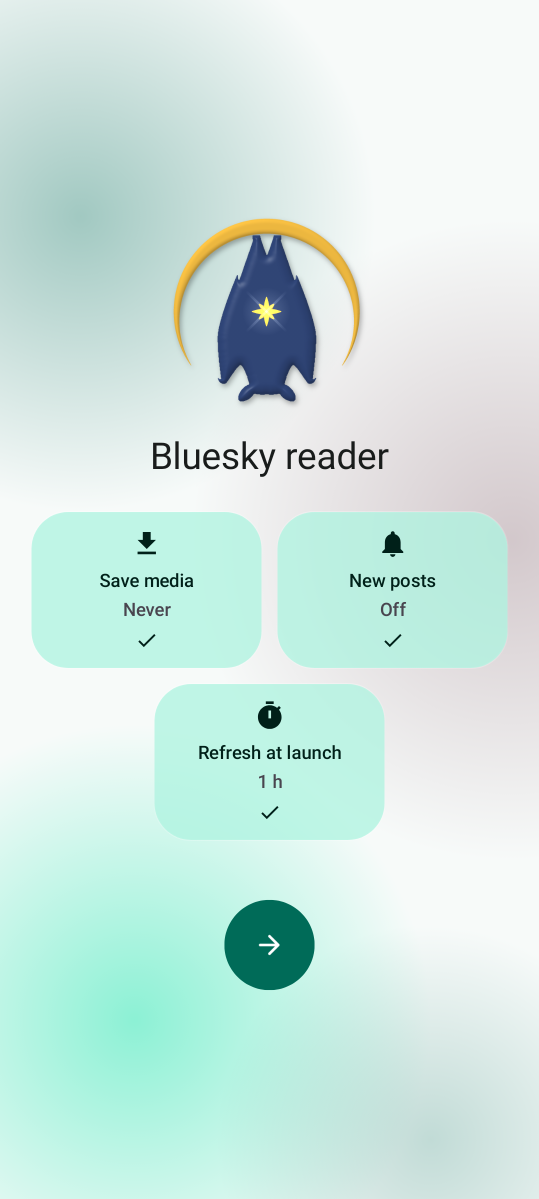 Bluesky reader
Save media
Never
New posts
Off
Refresh at launch
1 h